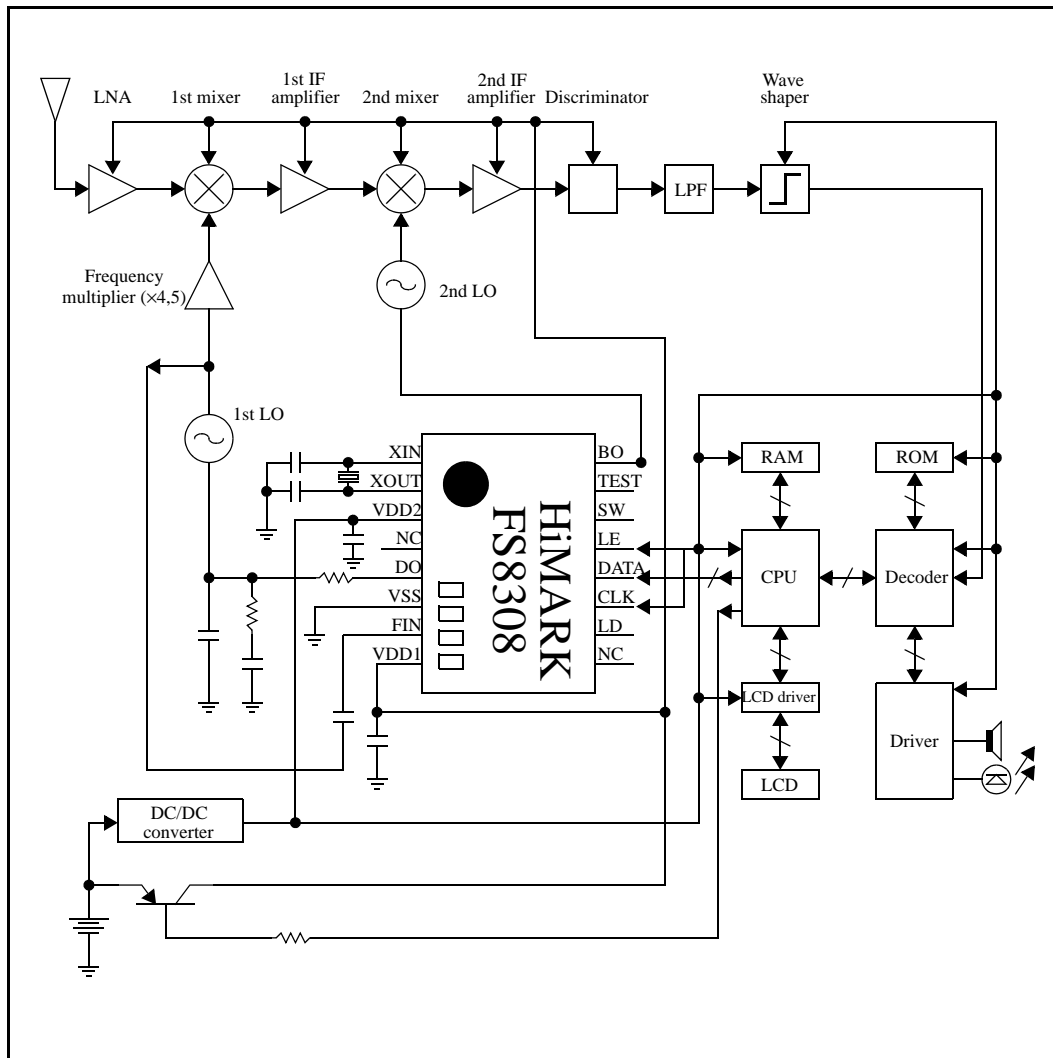 LNA
1st mixer
1st IF
amplifier
2nd mixer
2nd IF
amplifier
Discriminator
Wave
shaper
LPF
Frequency
multiplier (×4,5)
2nd LO
1st LO
XIN
XOUT
VDD2
NC
DO
VSS
FIN
VDD1
HiMARK
FS8308
BO
TEST
SW
LE
DATA
CLK
LD
NC
RAM
ROM
CPU
Decoder
LCD driver
Driver
LCD
DC/DC
converter